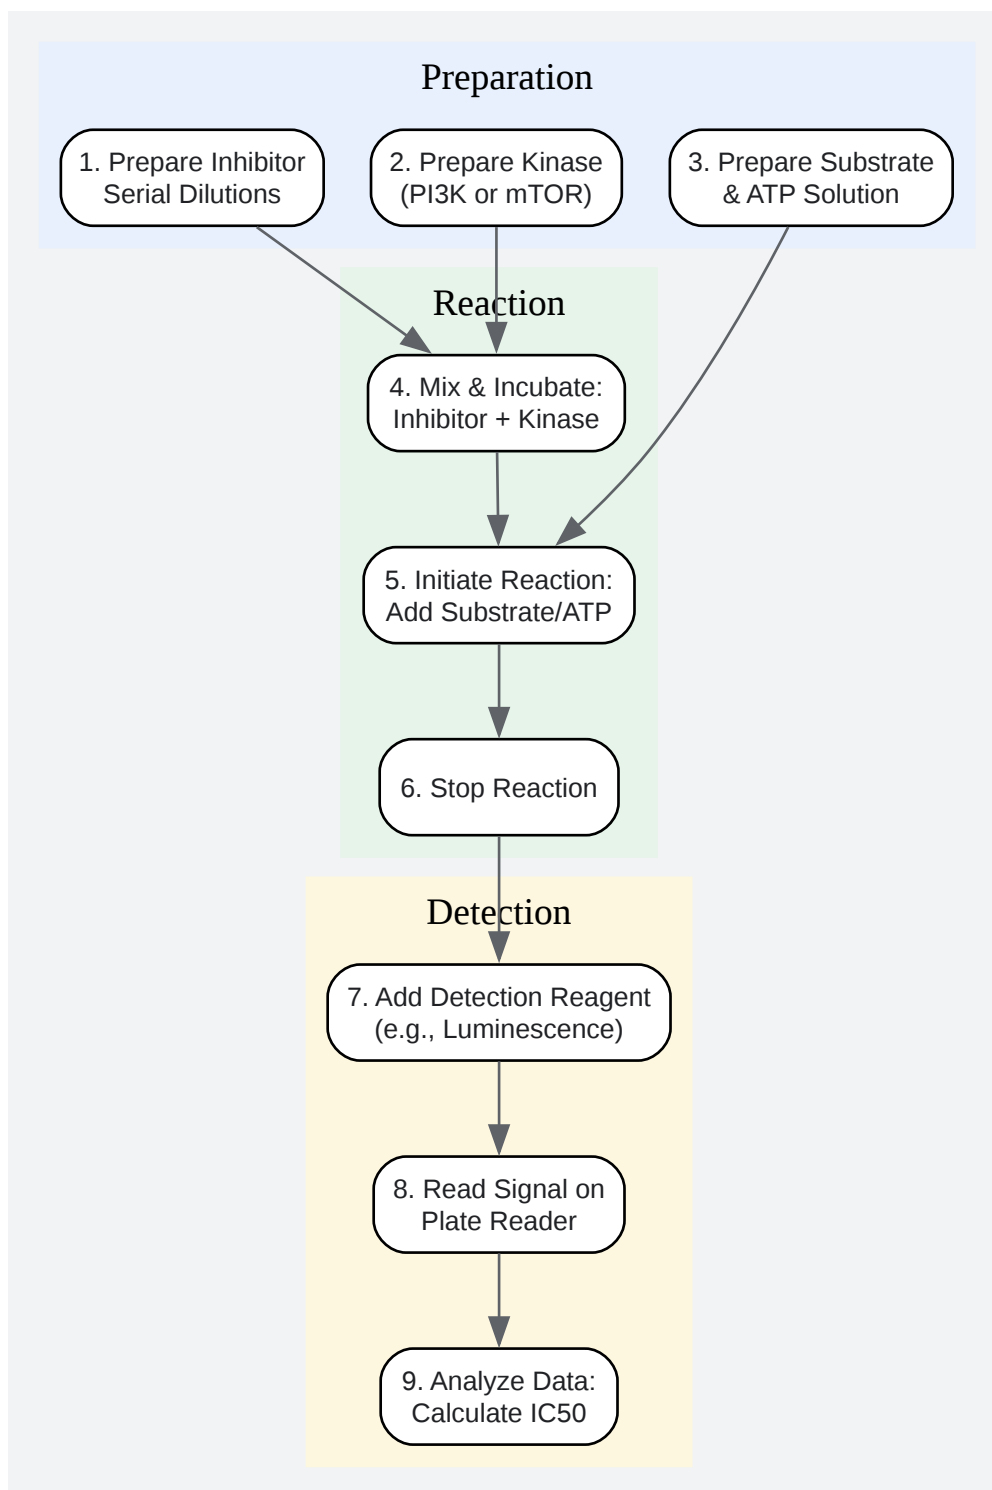 Preparation
1. Prepare Inhibitor
Serial Dilutions
2. Prepare Kinase
(PI3K or mTOR)
3. Prepare Substrate
& ATP Solution
Reaction
4. Mix & Incubate:
Inhibitor + Kinase
5. Initiate Reaction:
Add Substrate/ATP
6. Stop Reaction
Detection
7. Add Detection Reagent
(e.g., Luminescence)
8. Read Signal on
Plate Reader
9. Analyze Data:
Calculate IC50